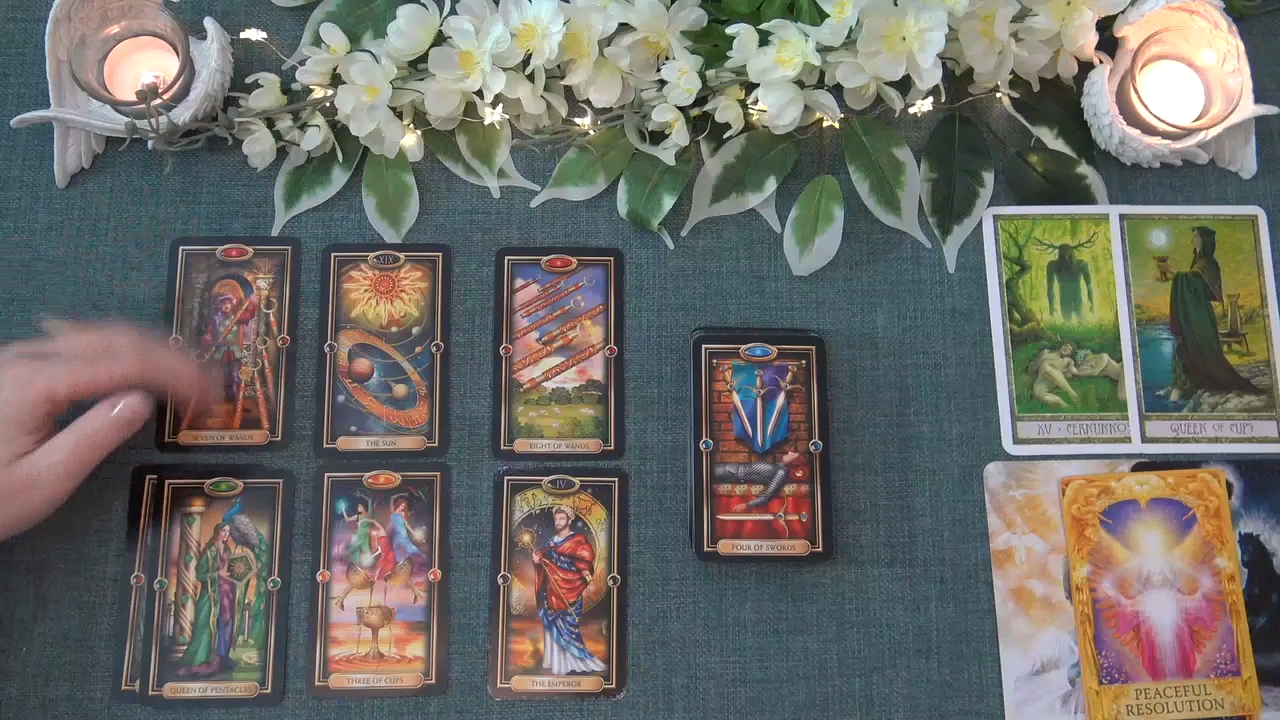 SEVEN OF WANDS
XIX
THE SUN
EIGHT OF WANDS
QUEEN OF PENTACLES
THREE OF CUPS
IV
THE EMPEROR
FOUR OF SWORDS
XV • CERNUNNO
QUEEN OF CUPS
PEACEFUL
RESOLUTION